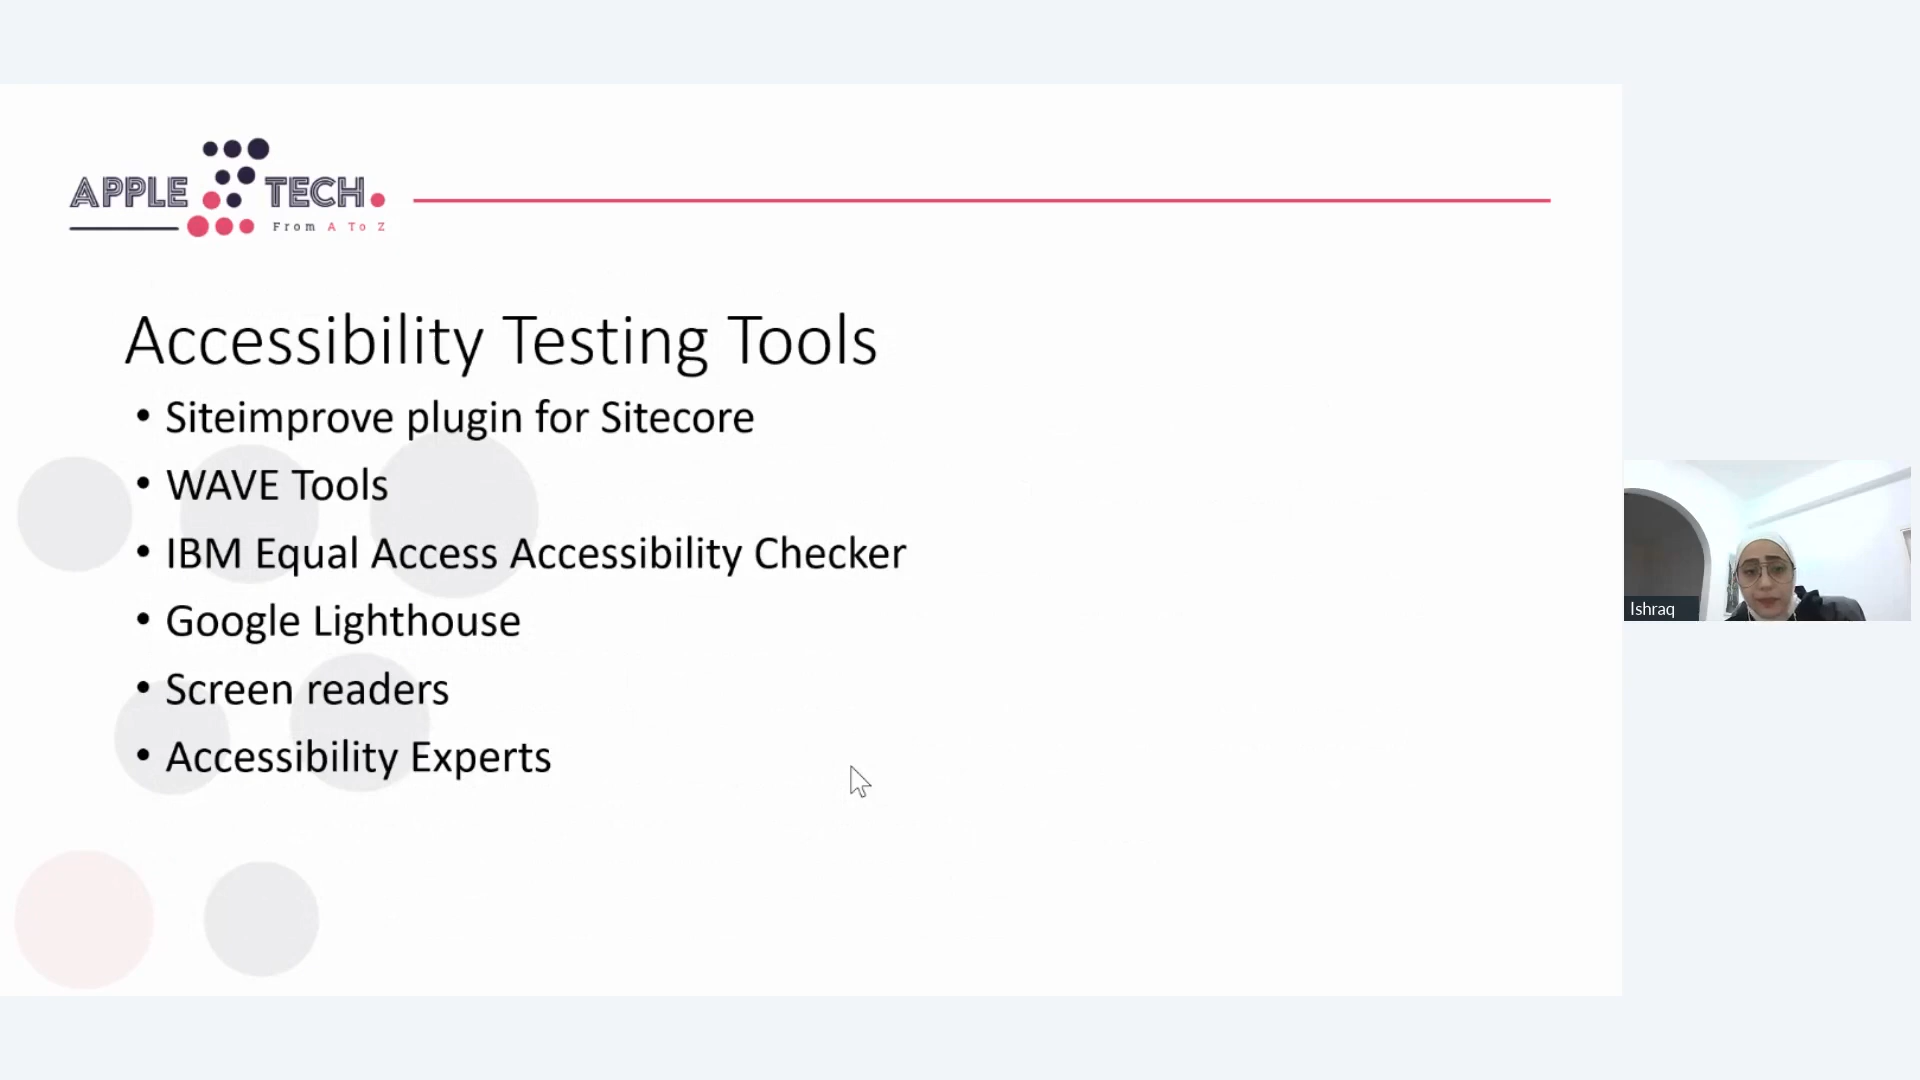 APPLE TECH
From A To Z
Accessibility Testing Tools
• Siteimprove plugin for Sitecore
• WAVE Tools
• IBM Equal Access Accessibility Checker
• Google Lighthouse
• Screen readers
• Accessibility Experts
Ishraq